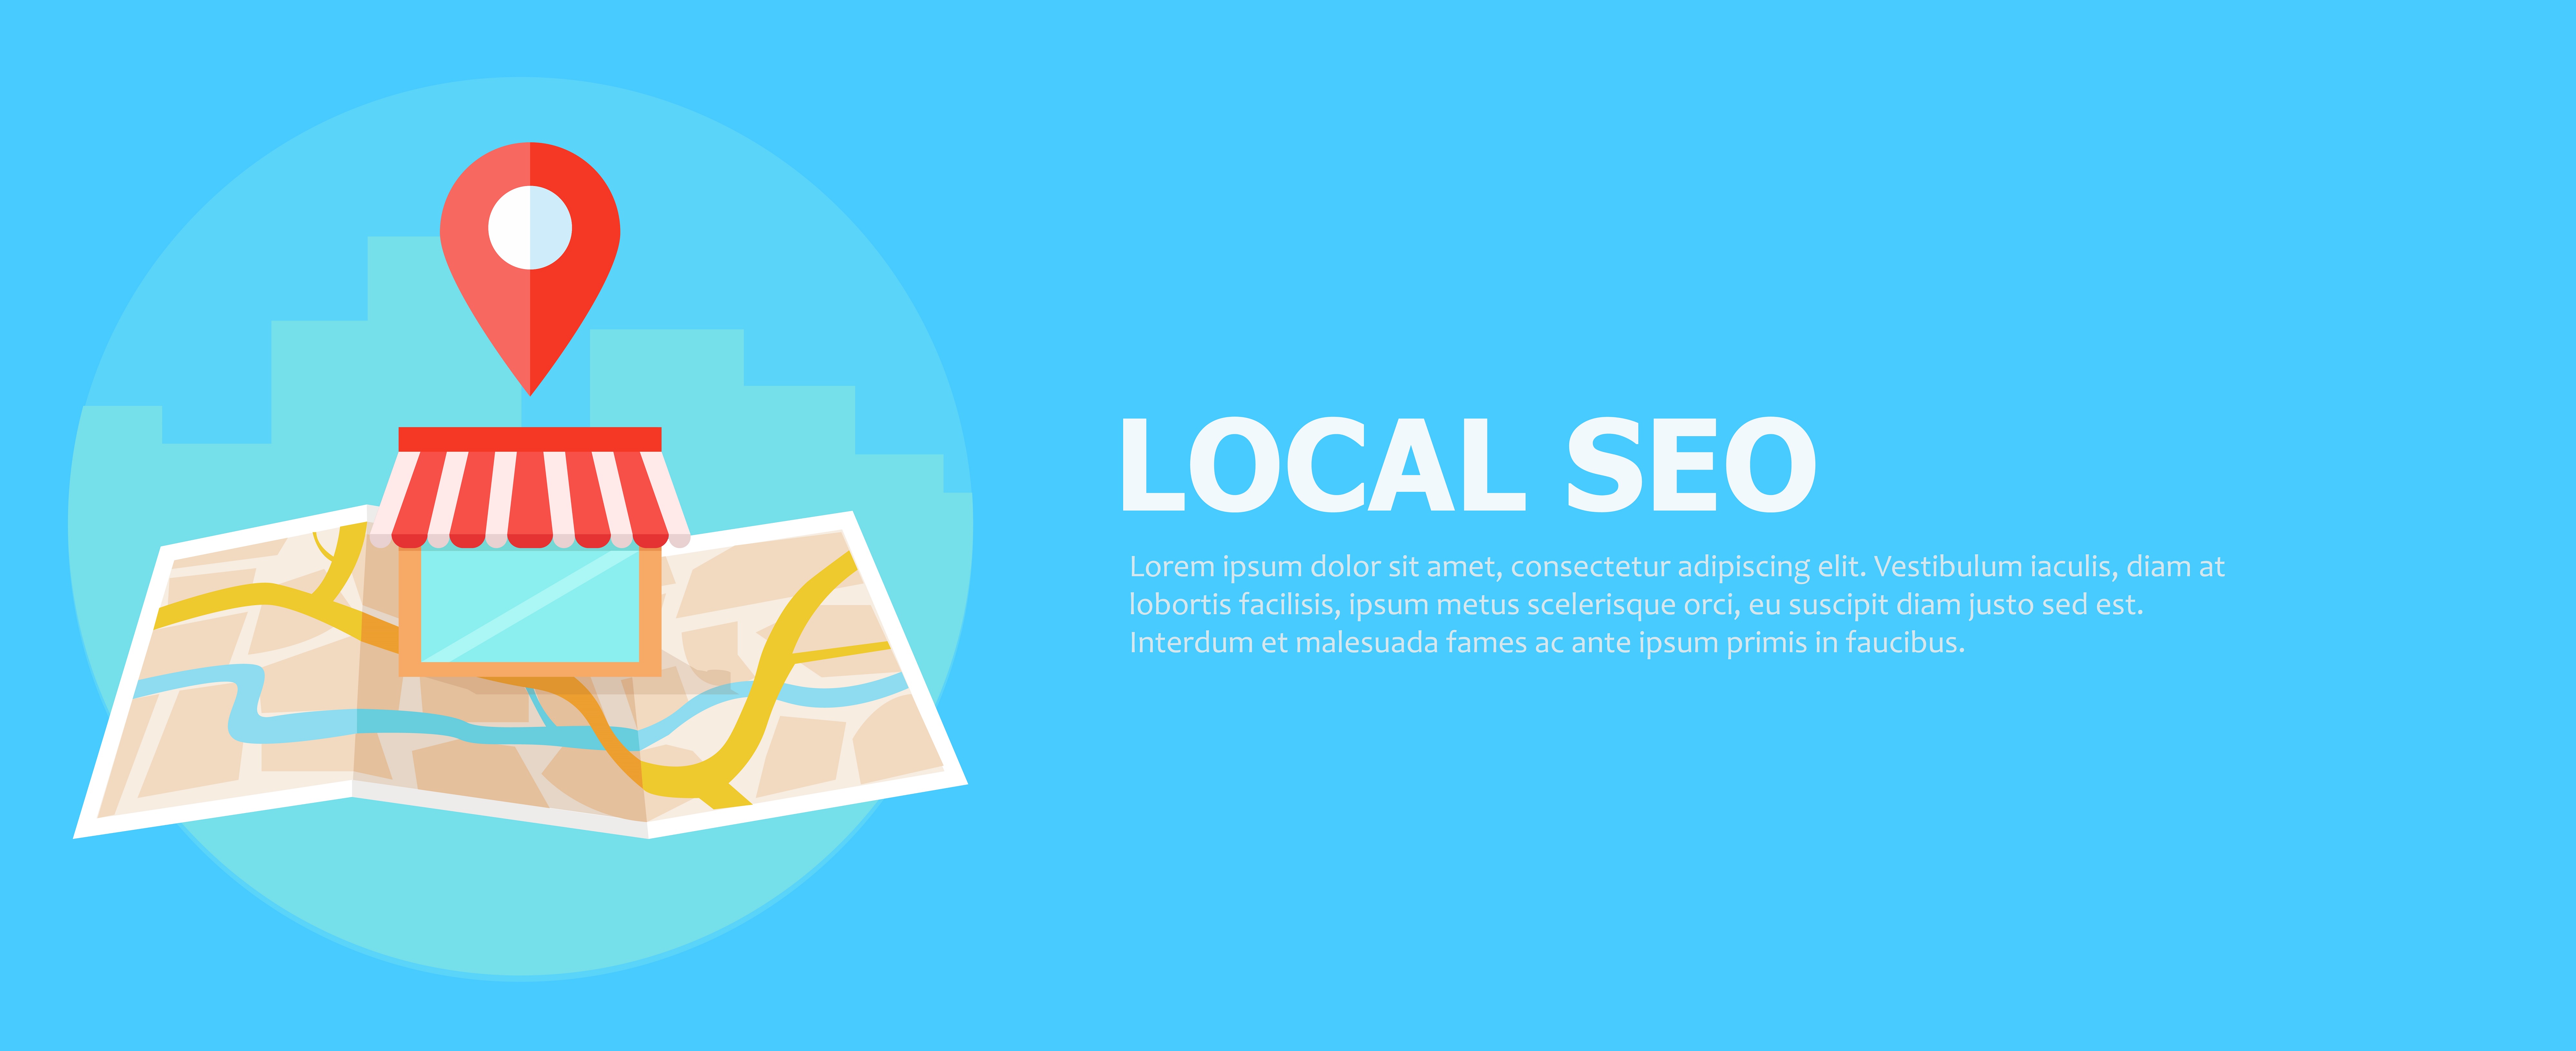 LOCAL SEO
Lorem ipsum dolor sit amet, consectetur adipiscing elit. Vestibulum iaculis, diam at
lobortis facilisis, ipsum metus scelerisque orci, eu suscipit diam justo sed est.
Interdum et malesuada fames ac ante ipsum primis in faucibus.